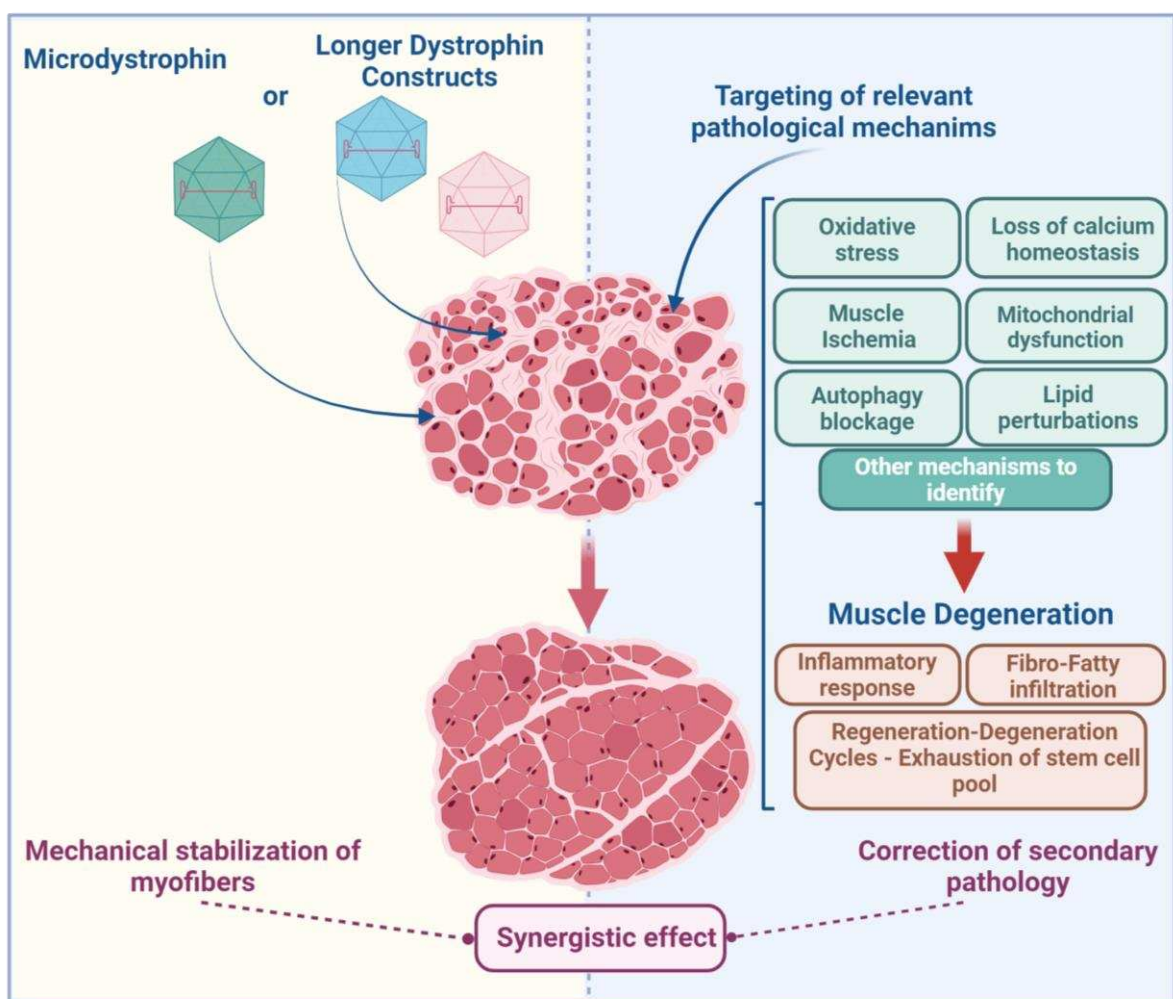 Microdystrophin
or
Longer Dystrophin
Constructs
Targeting of relevant
pathological mechanims
Oxidative
stress
Loss of calcium
homeostasis
Muscle
Ischemia
Mitochondrial
dysfunction
Autophagy
blockage
Lipid
perturbations
Other mechanisms to
identify
Muscle Degeneration
Inflammatory
response
Fibro-Fatty
infiltration
Regeneration-Degeneration
Cycles - Exhaustion of stem cell
pool
Mechanical stabilization of
myofibers
Correction of secondary
pathology
Synergistic effect